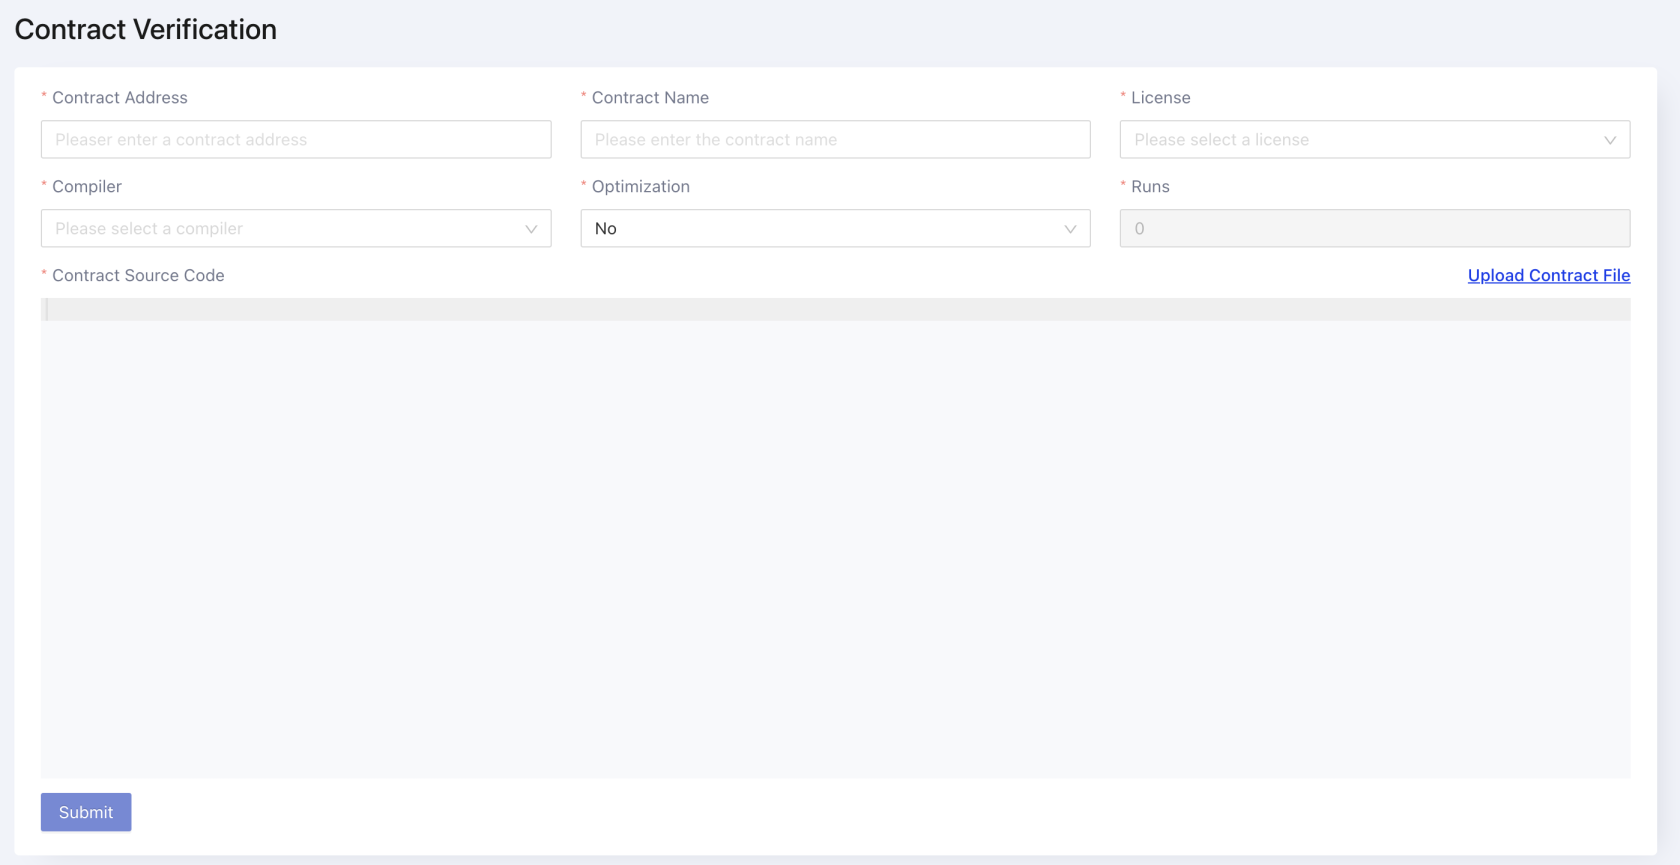 Contract Verification
* Contract Address
* Contract Name
* License
Pleaser enter a contract address
Please enter the contract name
Please select a license
* Compiler
* Optimization
* Runs
Please select a compiler
No
0
* Contract Source Code
Upload Contract File
Submit